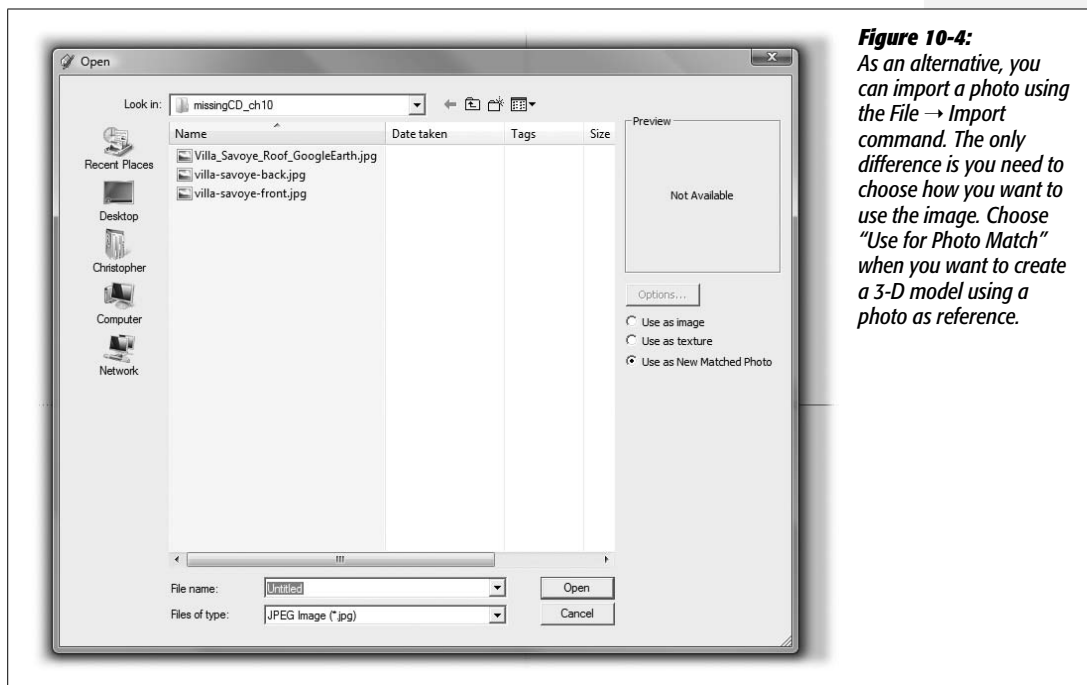 Open
Look in:
missingCD_ch10
Recent Places
Desktop
Christopher
Computer
Network
Name
Date taken
Tags
Size
Villa_Savoye_Roof_GoogleEarth.jpg
villa-savoye-back.jpg
villa-savoye-front.jpg
Preview
Not Available
Options...
Use as image
Use as texture
Use as New Matched Photo
File name:
Untitled
Open
Files of type:
JPEG Image (*.jpg)
Cancel
Figure 10-4:
As an alternative, you
can import a photo using
the File → Import
command. The only
difference is you need to
choose how you want to
use the image. Choose
“Use for Photo Match”
when you want to create
a 3-D model using a
photo as reference.